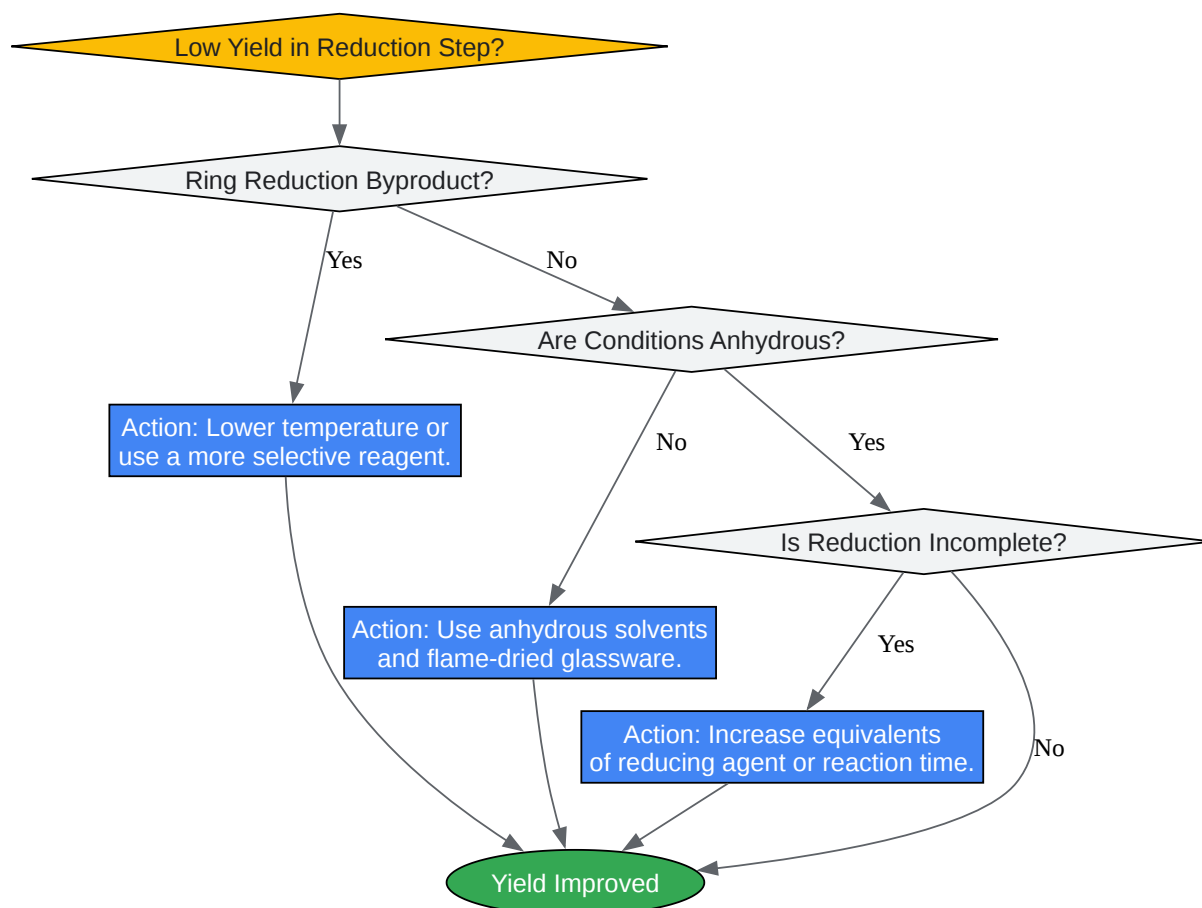 Low Yield in Reduction Step?
Ring Reduction Byproduct?
Yes
No
Are Conditions Anhydrous?
Action: Lower temperature or
use a more selective reagent.
No
Yes
Is Reduction Incomplete?
Action: Use anhydrous solvents
and flame-dried glassware.
Yes
Action: Increase equivalents
of reducing agent or reaction time.
No
Yield Improved